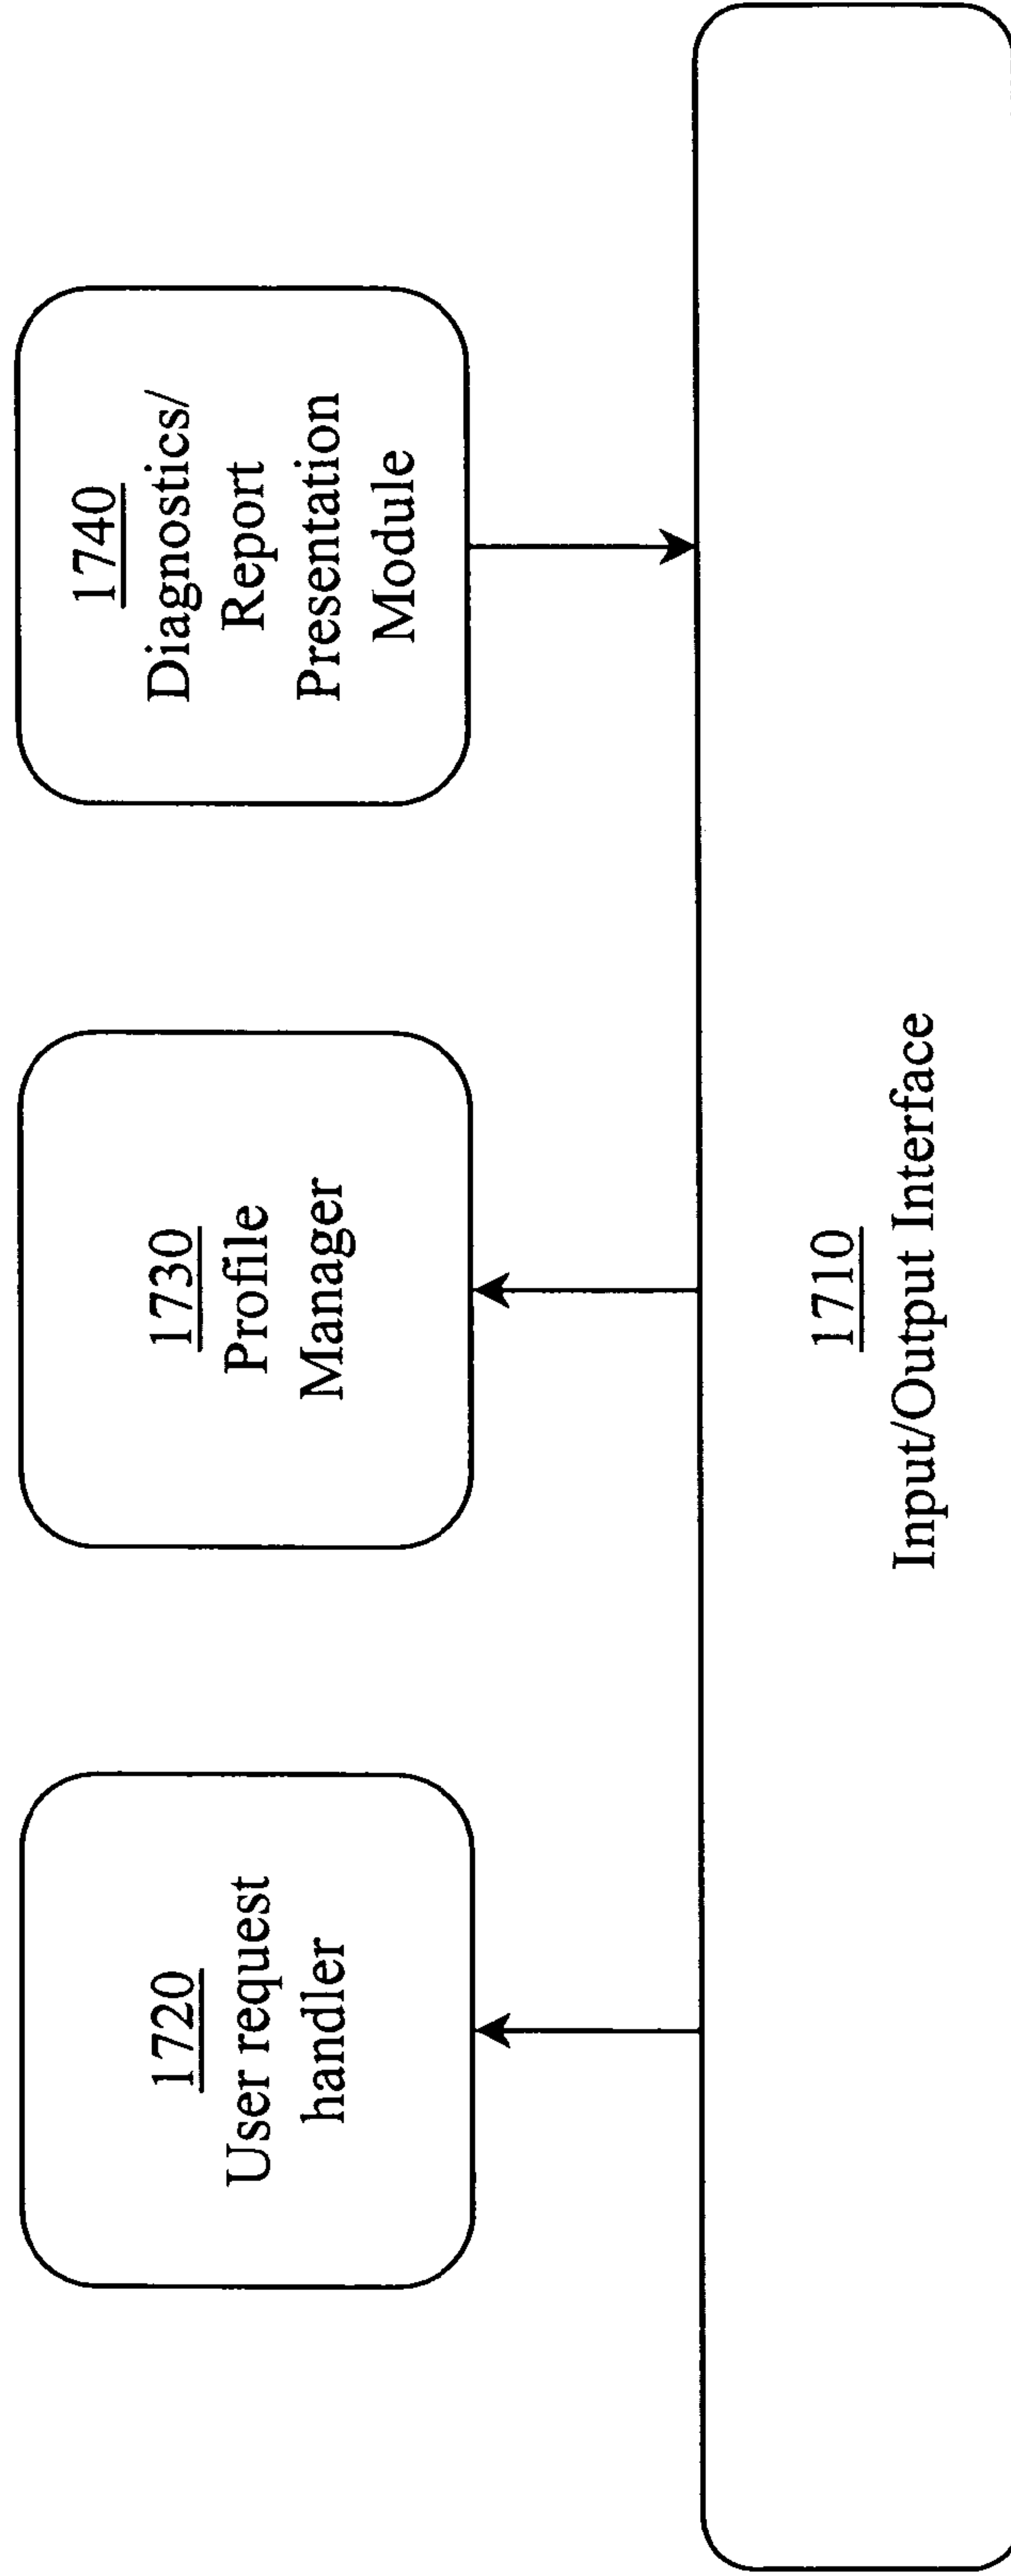 1720
User request
handler
1730
Profile
Manager
1740
Diagnostics/
Report
Presentation
Module
1710
Input/Output Interface